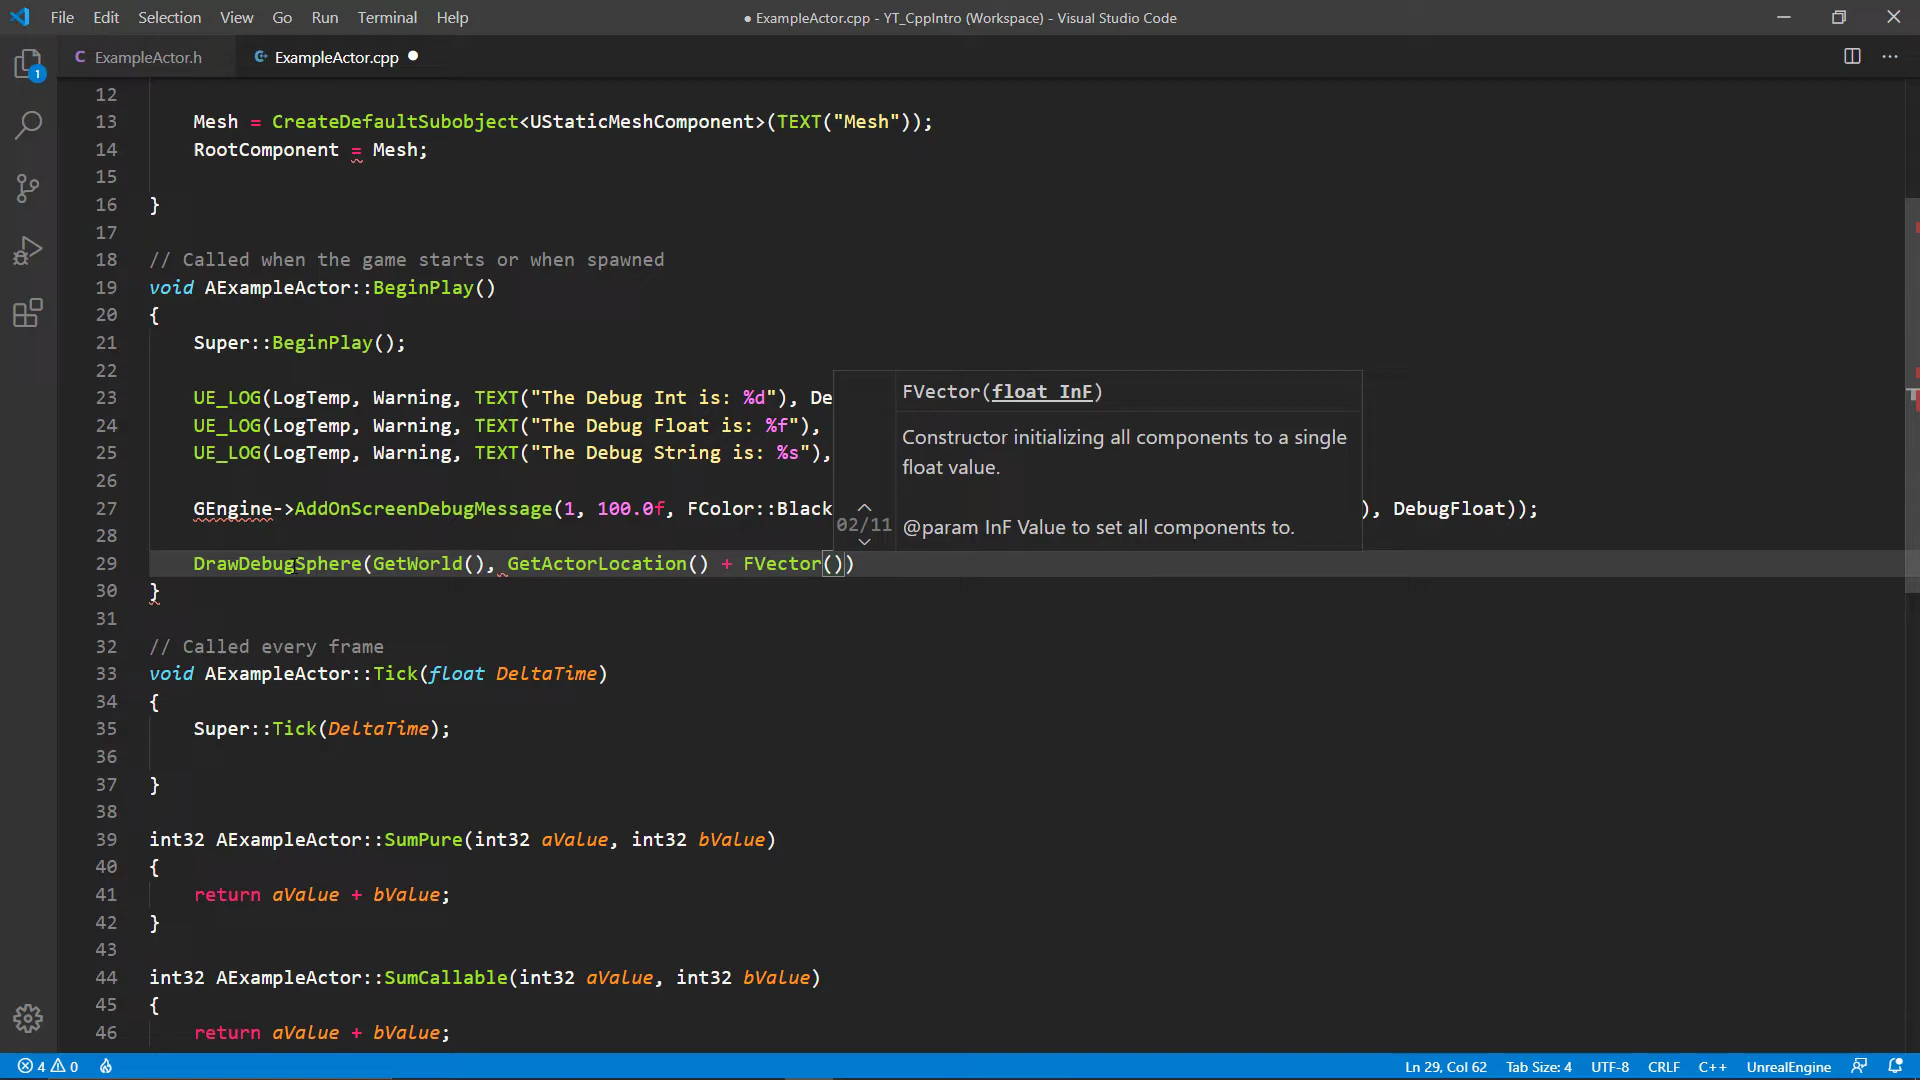 File Edit Selection View Go Run Terminal Help
● ExampleActor.cpp - YT_CppIntro (Workspace) - Visual Studio Code
ExampleActor.h
ExampleActor.cpp ●
1
12
13 Mesh = CreateDefaultSubobject<UStaticMeshComponent>(TEXT("Mesh"));
14 RootComponent = Mesh;
15
16 }
17
18 // Called when the game starts or when spawned
19 void AExampleActor::BeginPlay()
20 {
21 Super::BeginPlay();
22
23 UE_LOG(LogTemp, Warning, TEXT("The Debug Int is: %d"), De
24 UE_LOG(LogTemp, Warning, TEXT("The Debug Float is: %f"),
25 UE_LOG(LogTemp, Warning, TEXT("The Debug String is: %s"),
26
27 GEngine->AddOnScreenDebugMessage(1, 100.0f, FColor::Black ), DebugFloat));
28
FVector(float InF)
Constructor initializing all components to a single
float value.
02/11
@param InF Value to set all components to.
29 DrawDebugSphere(GetWorld(), GetActorLocation() + FVector())
30 }
31
32 // Called every frame
33 void AExampleActor::Tick(float DeltaTime)
34 {
35 Super::Tick(DeltaTime);
36
37 }
38
39 int32 AExampleActor::SumPure(int32 aValue, int32 bValue)
40 {
41 return aValue + bValue;
42 }
43
44 int32 AExampleActor::SumCallable(int32 aValue, int32 bValue)
45 {
46 return aValue + bValue;
4 0
Ln 29, Col 62 Tab Size: 4 UTF-8 CRLF C++ UnrealEngine